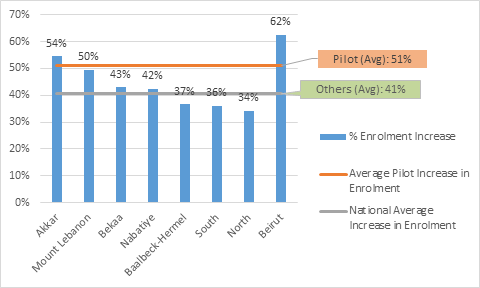 70%
60%
50%
40%
30%
20%
10%
0%
54%
50%
43%
42%
37%
36%
34%
62%
Akkar
Mount Lebanon
Bekaa
Nabatiye
Baalbeck-Hermel
South
North
Beirut
Pilot (Avg): 51%
Others (Avg): 41%
% Enrolment Increase
Average Pilot Increase in
Enrolment
National Average
Increase in Enrolment